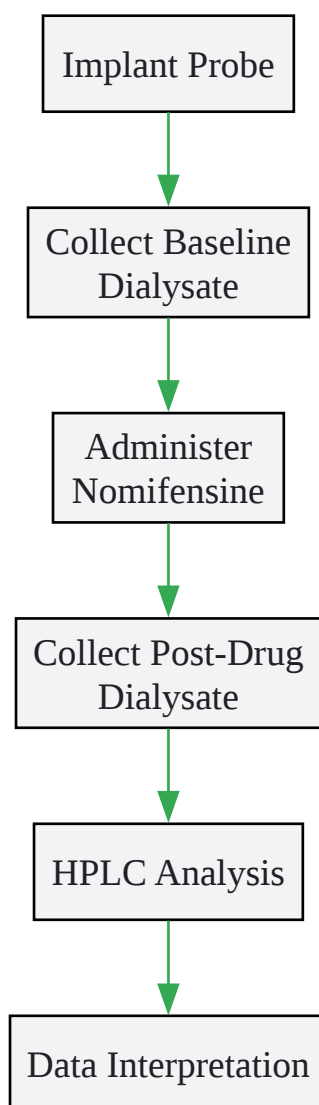 Implant Probe
Collect Baseline
Dialysate
Administer
Nomifensine
Collect Post-Drug
Dialysate
HPLC Analysis
Data Interpretation